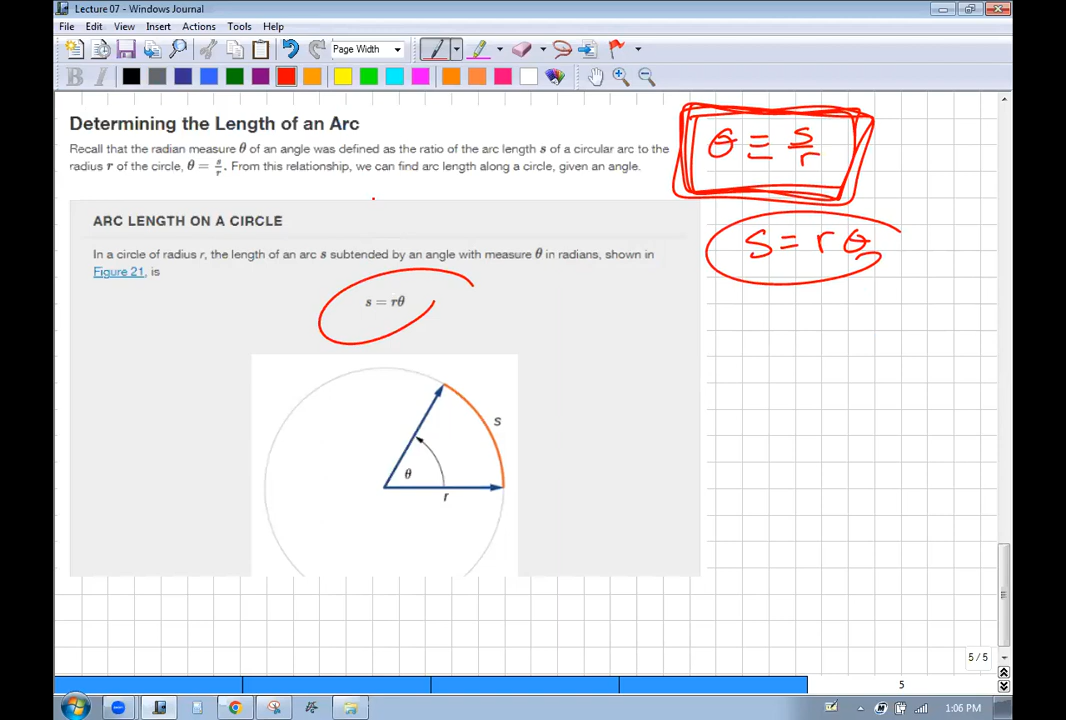 Lecture 07 - Windows Journal
File Edit View Insert Actions Tools Help
Page Width
B I
Determining the Length of an Arc
Recall that the radian measure θ of an angle was defined as the ratio of the arc length s of a circular arc to the
radius r of the circle, θ = s/r. From this relationship, we can find arc length along a circle, given an angle.
θ ≡ s/r
ARC LENGTH ON A CIRCLE
S = r θ
In a circle of radius r, the length of an arc s subtended by an angle with measure θ in radians, shown in
Figure 21, is
s = rθ
s
θ
r
5 / 5
5
1:06 PM